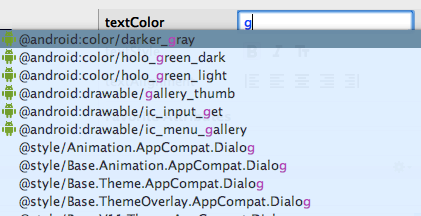 textColor g
@android:color/darker_gray
@android:color/holo_green_dark
@android:color/holo_green_light
@android:drawable/gallery_thumb
@android:drawable/ic_input_get
@android:drawable/ic_menu_gallery
@style/Animation.AppCompat.Dialog
@style/Base.Animation.AppCompat.Dialog
@style/Base.Theme.AppCompat.Dialog
@style/Base.ThemeOverlay.AppCompat.Dialog